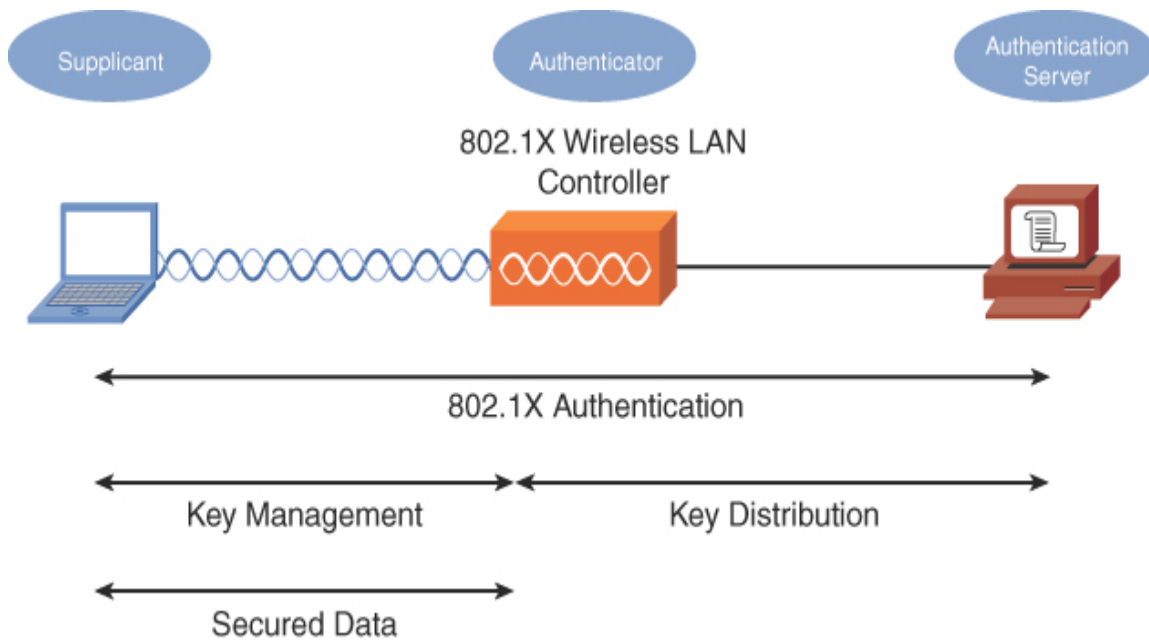 Supplicant
Authenticator
Authentication
Server
802.1X Wireless LAN
Controller
802.1X Authentication
Key Management
Key Distribution
Secured Data